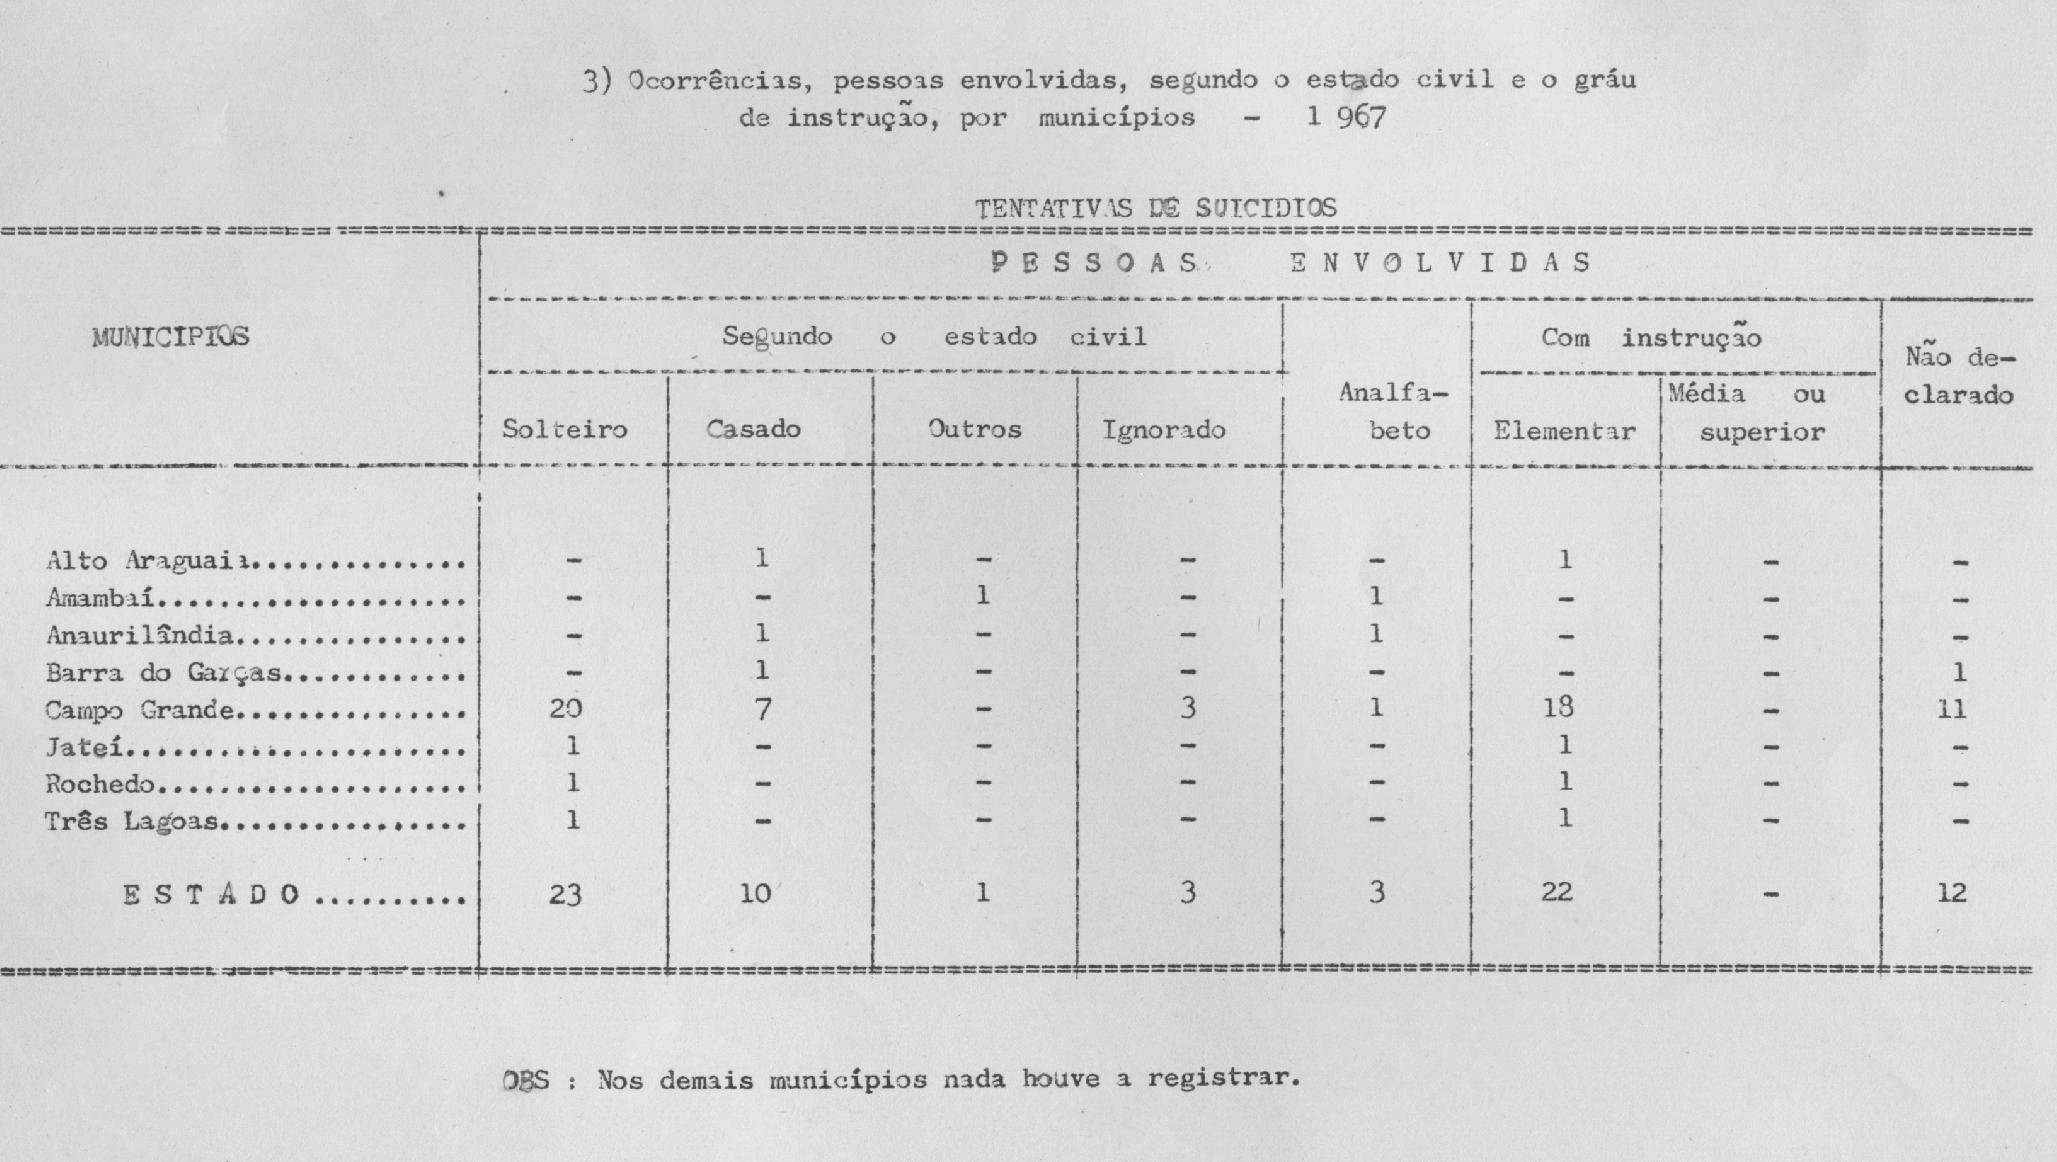 3) Ocorrências, pessoas envolvidas, segundo o estado civil e o gráu
de instrução, por municípios - 1 967
TENTATIVAS DE SUICIDIOS
PESSOAS ENVOLVIDAS
MUNICIPIOS
Segundo o estado civil
Com instrução
Não de-
clarado
Analfa-
beto
Média ou
superior
Solteiro Casado Outros Ignorado Elementar
Alto Araguaia.............. - 1 - - - 1 - -
Amambaí.................... - - 1 - 1 - - -
Anaurilândia............... - 1 - - 1 - - -
Barra do Garças............ - 1 - - - - - 1
Campo Grande............... 20 7 - 3 1 18 - 11
Jateí...................... 1 - - - - 1 - -
Rochedo.................... 1 - - - - 1 - -
Três Lagoas................ 1 - - - - 1 - -
ESTADO .......... 23 10 1 3 3 22 - 12
OBS : Nos demais municípios nada houve a registrar.